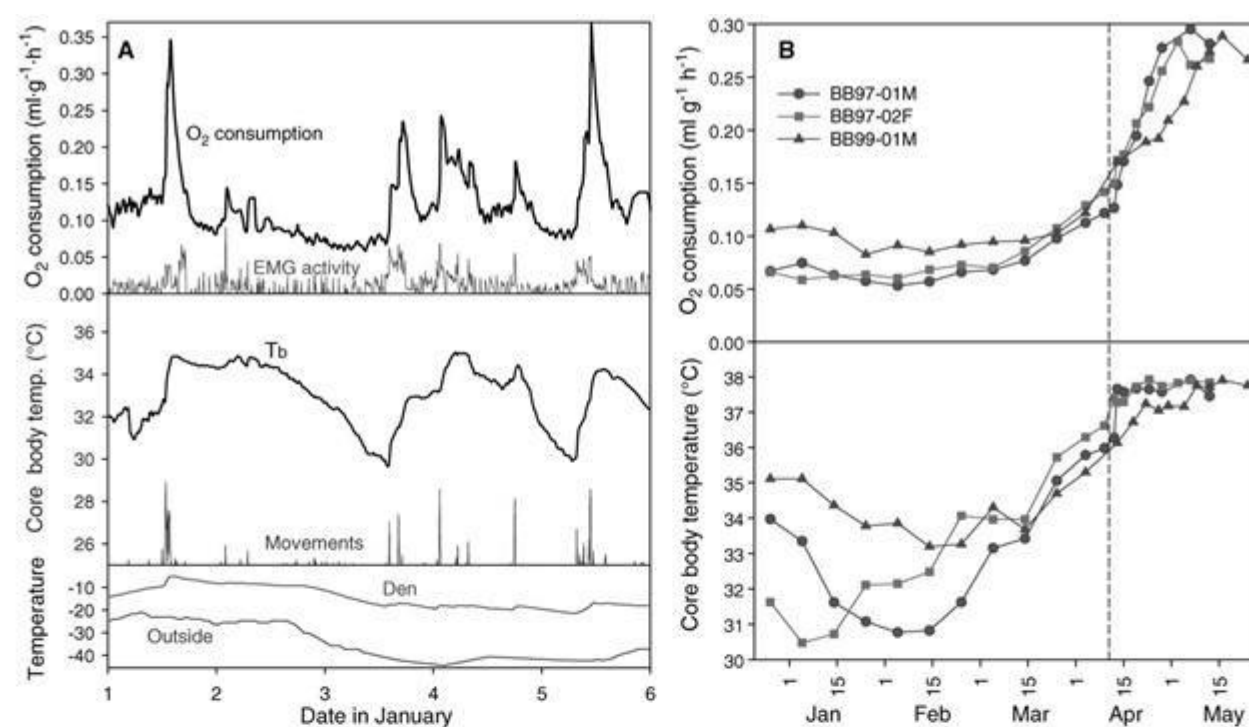 A
O₂ consumption (ml·g⁻¹·h⁻¹)
0.35
0.30
0.25
0.20
0.15
0.10
0.05
0.00
O₂ consumption
EMG activity
Core body temp. (°C)
36
34
32
30
28
26
Tb
Movements
Temperature
-10
-20
-30
-40
Den
Outside
1 2 3 4 5 6
Date in January
B
O₂ consumption (ml g⁻¹ h⁻¹)
0.30
0.25
0.20
0.15
0.10
0.05
0.00
BB97-01M
BB97-02F
BB99-01M
Core body temperature (°C)
38
37
36
35
34
33
32
31
30
1 15 1 15 1 15 1 15 1 15
Jan Feb Mar Apr May